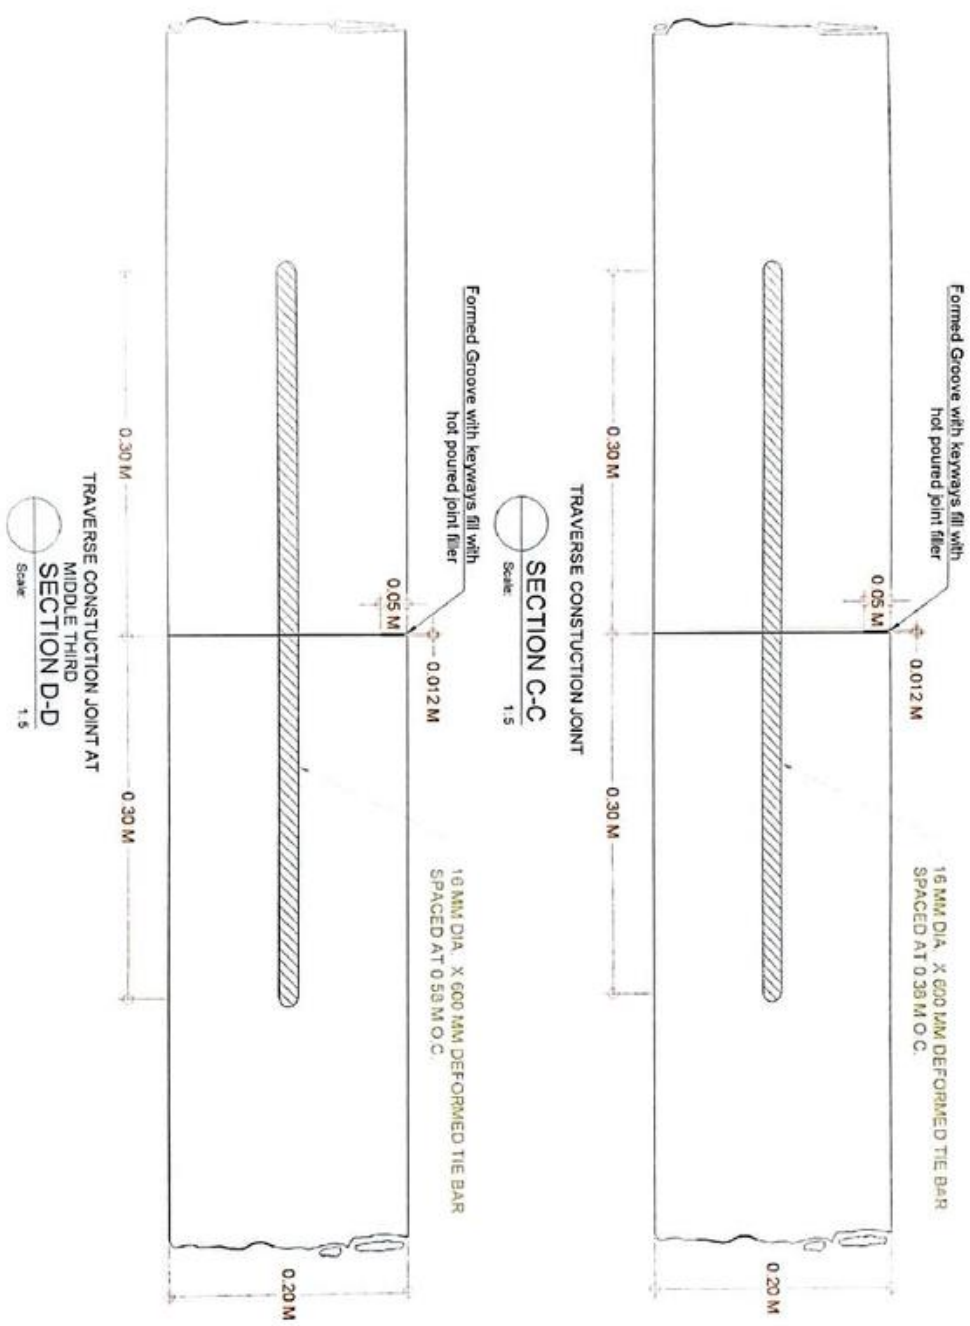 Formed Groove with keyways fill with
hot poured joint filler
0.05 M
0.012 M
16 MM DIA. X 600 MM DEFORMED TIE BAR
SPACED AT 0.38 M O.C.
0.20 M
0.30 M
0.30 M
TRAVERSE CONSTUCTION JOINT
SECTION C-C
Scale:
1:5
Formed Groove with keyways fill with
hot poured joint filler
0.05 M
0.012 M
16 MM DIA. X 600 MM DEFORMED TIE BAR
SPACED AT 0.58 M O.C.
0.20 M
0.30 M
0.30 M
TRAVERSE CONSTUCTION JOINT AT
MIDDLE THIRD
SECTION D-D
Scale:
1:5